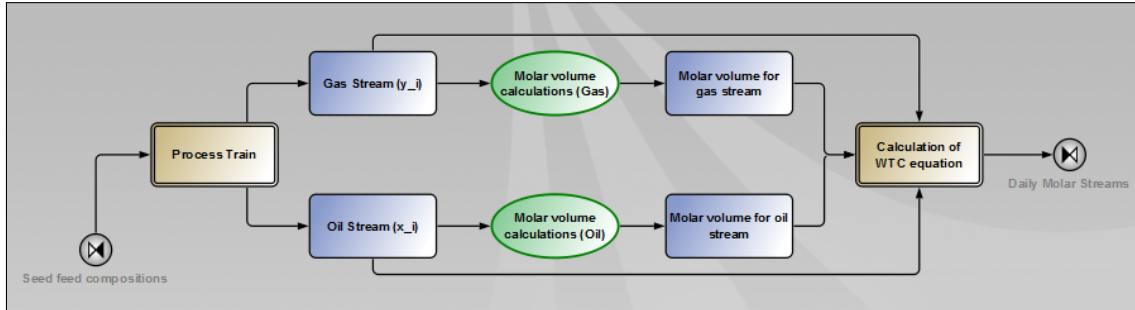 Gas Stream (y_i)
Molar volume
calculations (Gas)
Molar volume for
gas stream
Process Train
Calculation of
WTC equation
Daily Molar Streams
Oil Stream (x_i)
Molar volume
calculations (Oil)
Molar volume for oil
stream
Seed feed compositions